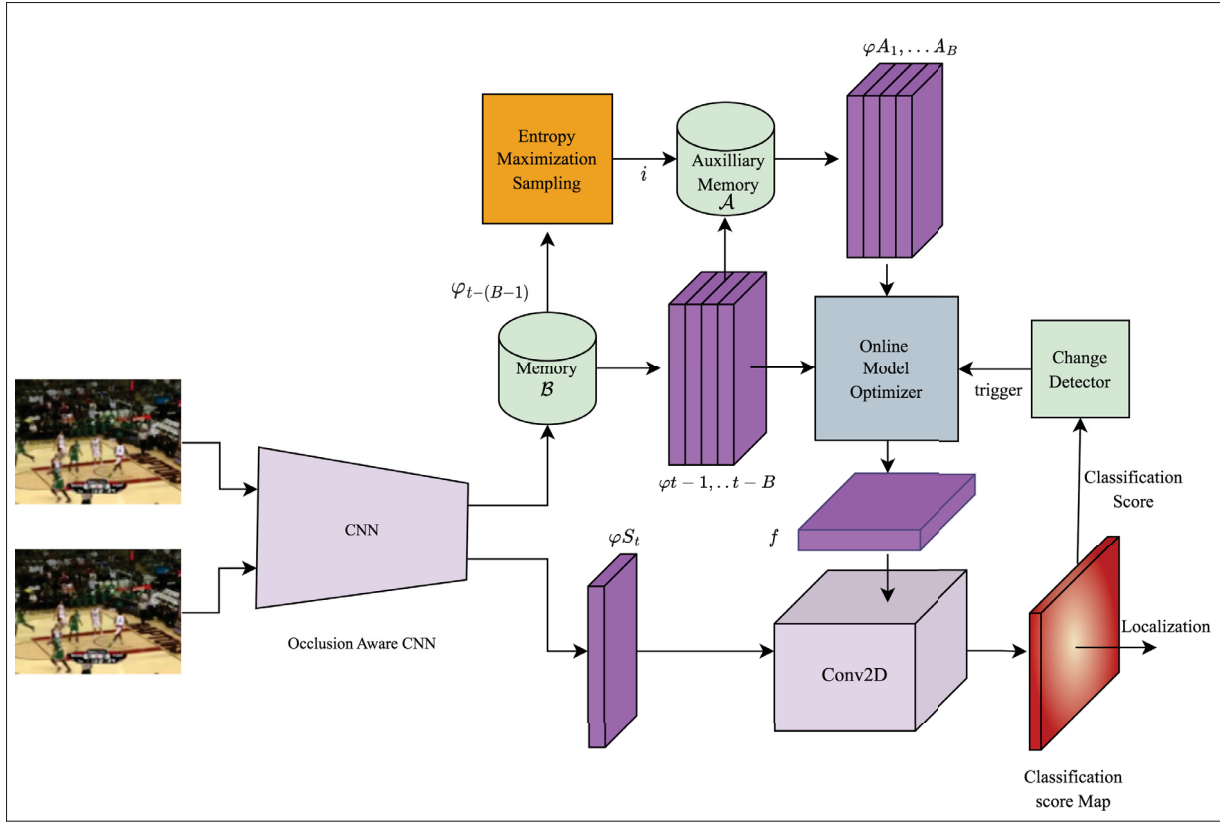 φA₁, … A_B
Entropy
Maximization
Sampling
i
Auxilliary
Memory
𝒜
φ_{t−(B−1)}
Memory
ℬ
Online
Model
Optimizer
Change
Detector
trigger
φt − 1, . . t − B
Classification
Score
CNN
φS_t
f
Occlusion Aware CNN
Conv2D
Localization
Classification
score Map